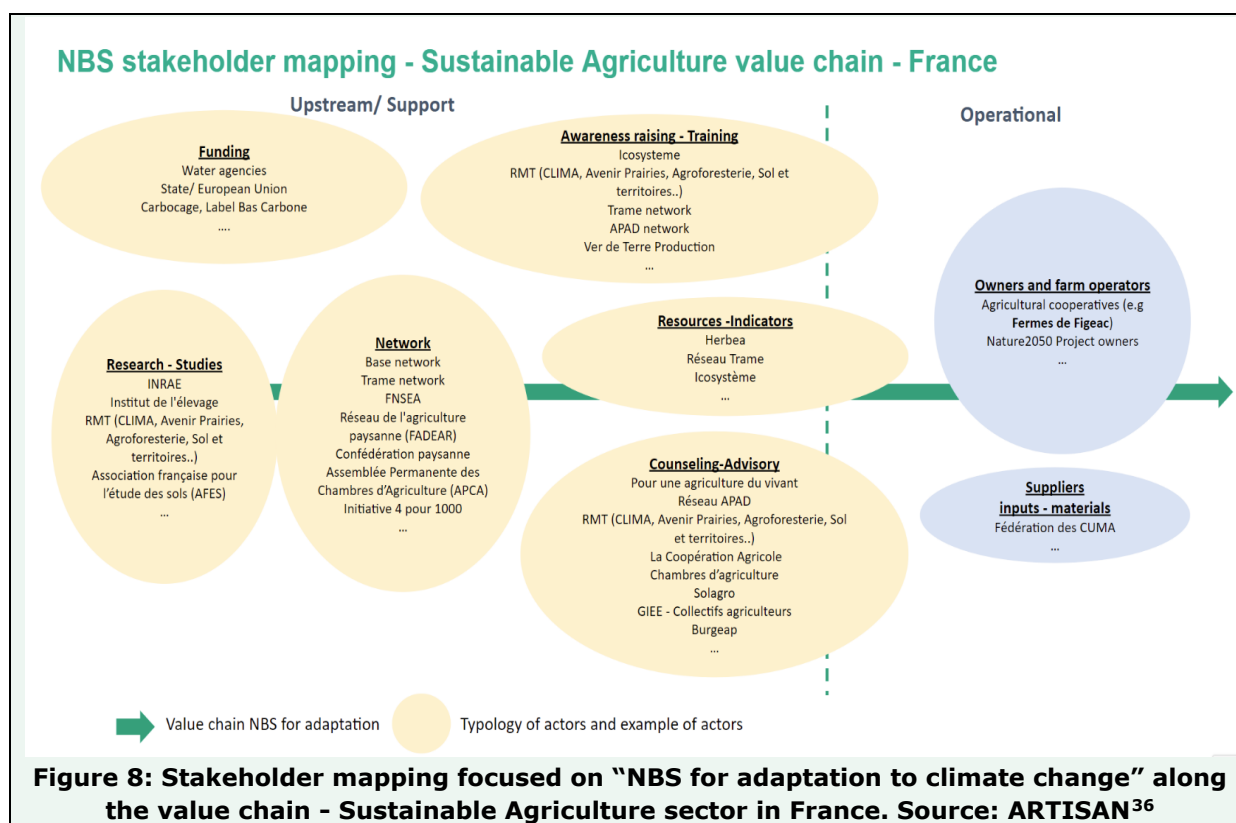 NBS stakeholder mapping - Sustainable Agriculture value chain - France
Upstream/ Support
Operational
Funding
Water agencies
State/ European Union
Carbocage, Label Bas Carbone
....
Awareness raising - Training
Icosysteme
RMT (CLIMA, Avenir Prairies, Agroforesterie, Sol et
territoires..)
Trame network
APAD network
Ver de Terre Production
...
Research - Studies
INRAE
Institut de l'élevage
RMT (CLIMA, Avenir Prairies,
Agroforesterie, Sol et
territoires..)
Association française pour
l'étude des sols (AFES)
...
Network
Base network
Trame network
FNSEA
Réseau de l'agriculture
paysanne (FADEAR)
Confédération paysanne
Assemblée Permanente des
Chambres d'Agriculture (APCA)
Initiative 4 pour 1000
...
Resources -Indicators
Herbea
Réseau Trame
Icosystème
...
Counseling-Advisory
Pour une agriculture du vivant
Réseau APAD
RMT (CLIMA, Avenir Prairies, Agroforesterie, Sol
et territoires..)
La Coopération Agricole
Chambres d'agriculture
Solagro
GIEE - Collectifs agriculteurs
Burgeap
...
Owners and farm operators
Agricultural cooperatives (e.g
Fermes de Figeac)
Nature2050 Project owners
...
Suppliers
inputs - materials
Fédération des CUMA
...
Value chain NBS for adaptation
Typology of actors and example of actors
Figure 8: Stakeholder mapping focused on “NBS for adaptation to climate change” along
the value chain - Sustainable Agriculture sector in France. Source: ARTISAN³⁶